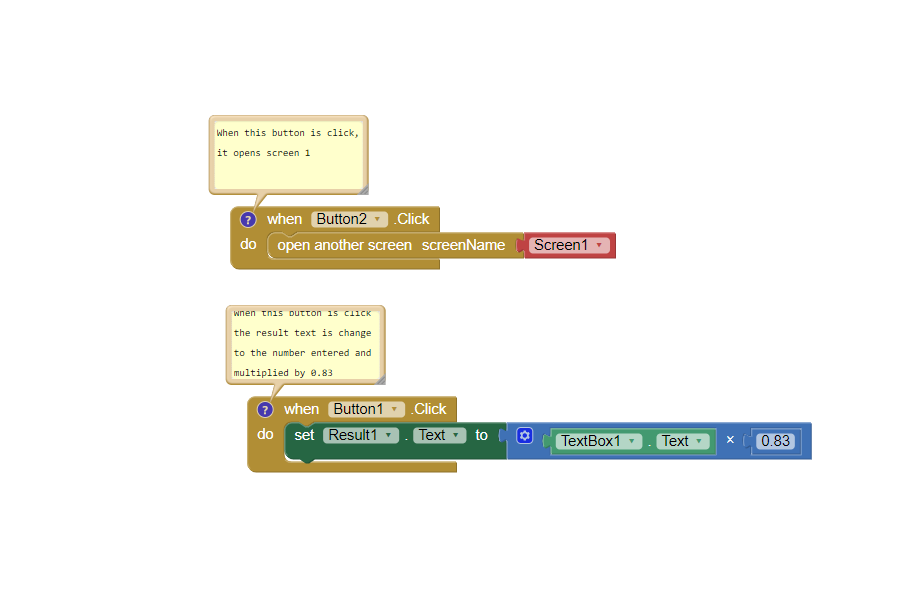 When this button is click,
it opens screen 1
? when Button2 .Click
do open another screen screenName Screen1
When this button is click
the result text is change
to the number entered and
multiplied by 0.83
? when Button1 .Click
do set Result1 . Text to TextBox1 . Text × 0.83